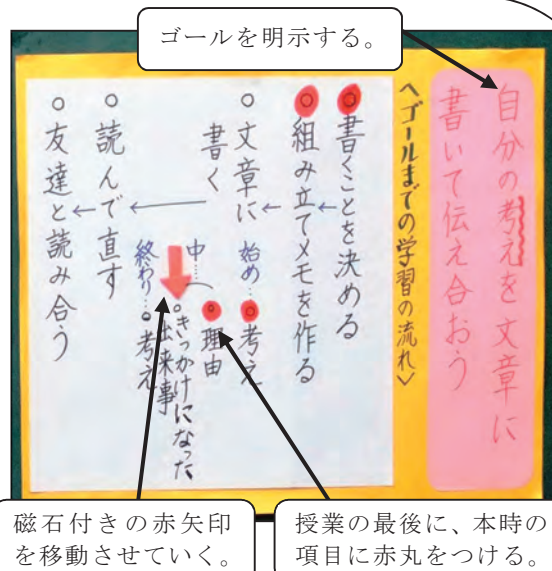 ゴールを明示する。
自分の考えを文章に
書いて伝え合おう
〈ゴールまでの学習の流れ〉
○書くことを決める
○組み立てメモを作る
○文章に
書く
始め…○考え
中…
○理由
○きっかけになった
出来事
終わり…○考え
○読んで直す
○友達と読み合う
磁石付きの赤矢印
を移動させていく。
授業の最後に、本時の
項目に赤丸をつける。